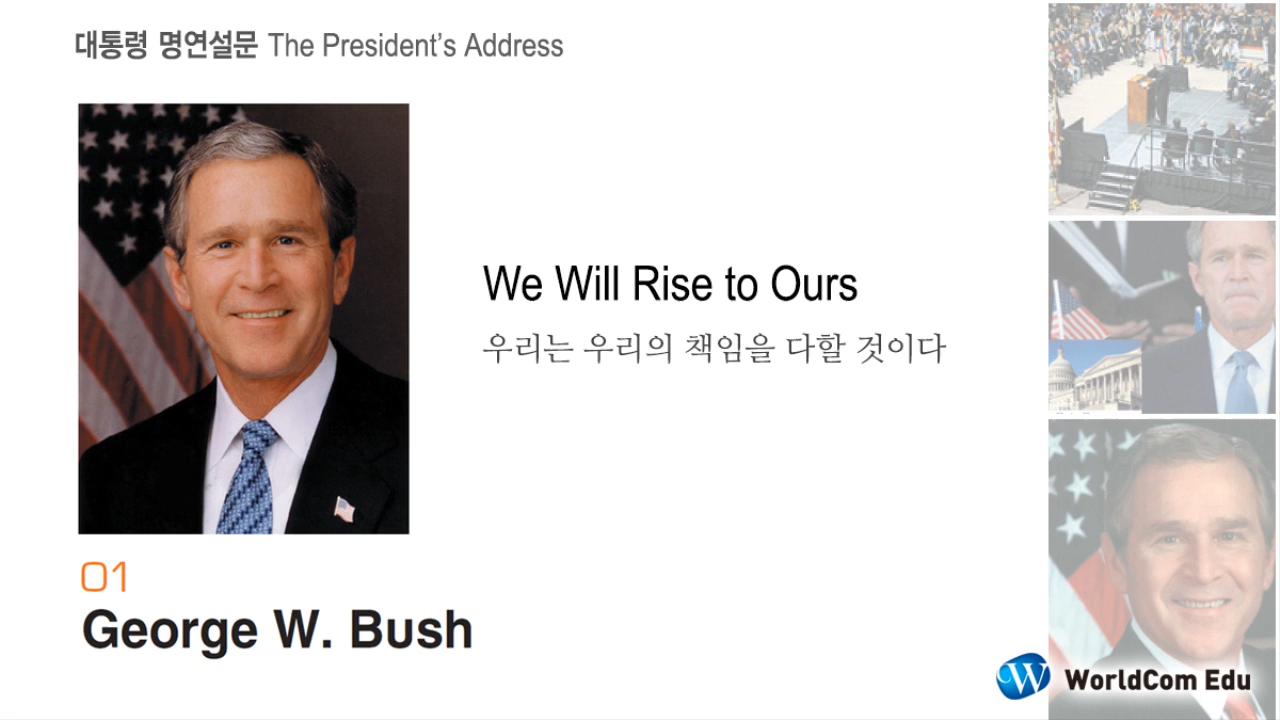 대통령 명연설문 The President's Address
We Will Rise to Ours
우리는 우리의 책임을 다할 것이다
01
George W. Bush
W WorldCom Edu